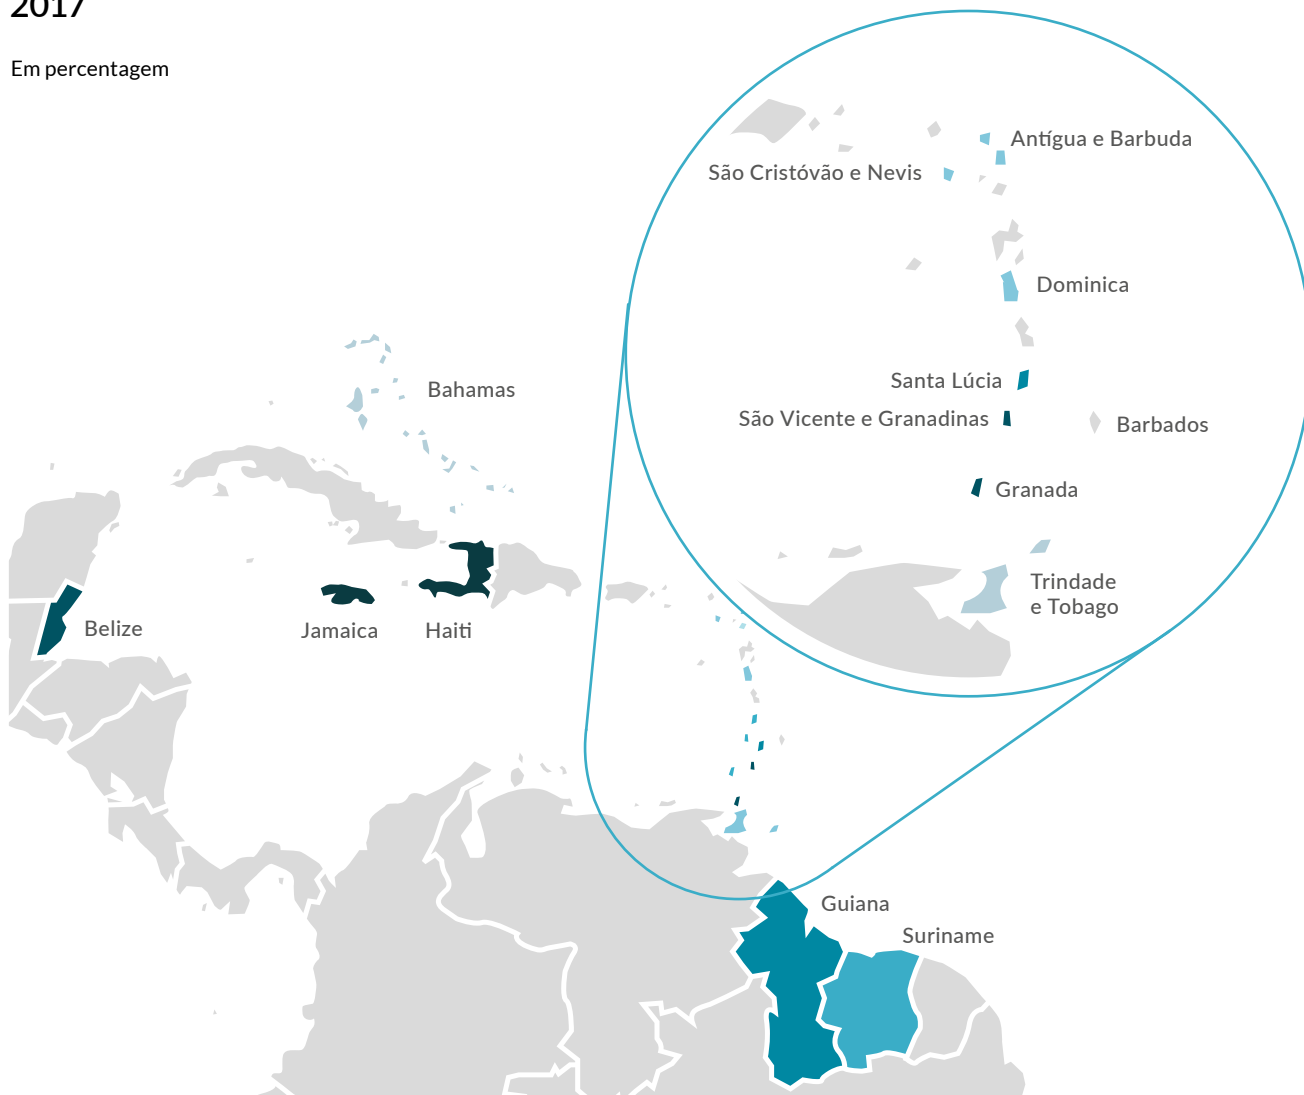 2017
Em percentagem
Antígua e Barbuda
São Cristóvão e Nevis
Dominica
Santa Lúcia
São Vicente e Granadinas
Barbados
Granada
Trindade
e Tobago
Bahamas
Belize
Jamaica
Haiti
Guiana
Suriname